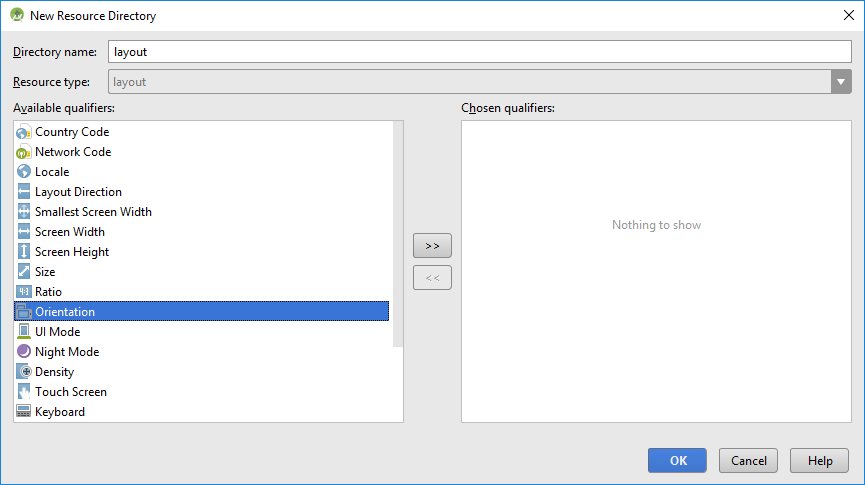 New Resource Directory
Directory name: layout
Resource type: layout
Available qualifiers:
Country Code
Network Code
Locale
Layout Direction
Smallest Screen Width
Screen Width
Screen Height
Size
4:3 Ratio
Orientation
UI Mode
Night Mode
Density
Touch Screen
Keyboard
>>
<<
Chosen qualifiers:
Nothing to show
OK Cancel Help